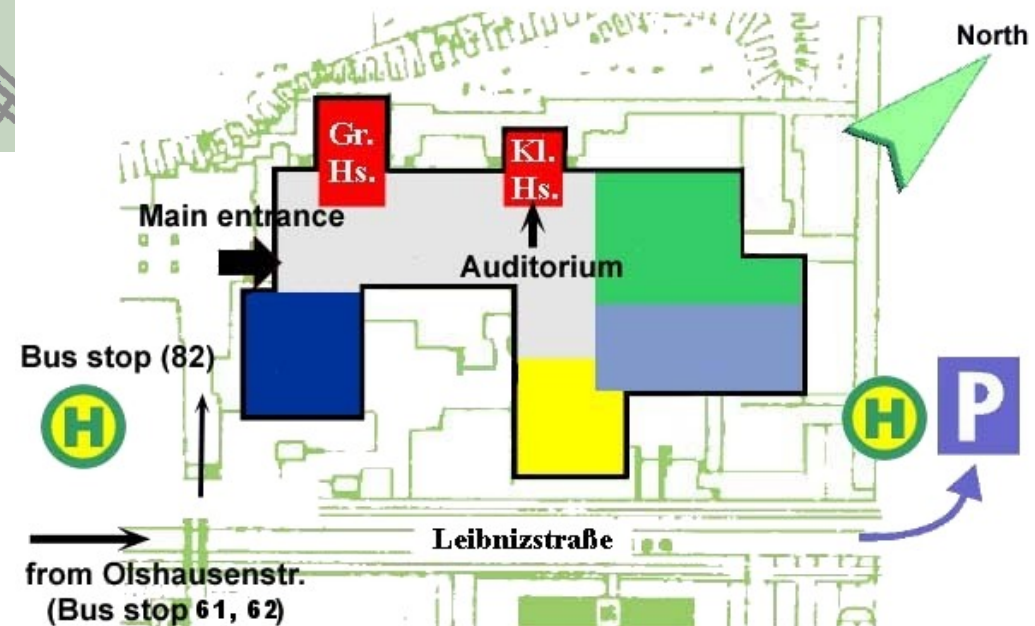 North
Gr.
Hs.
Kl.
Hs.
Main entrance
Auditorium
Bus stop (82)
H
H
P
Leibnizstraße
from Olshausenstr.
(Bus stop 61, 62)